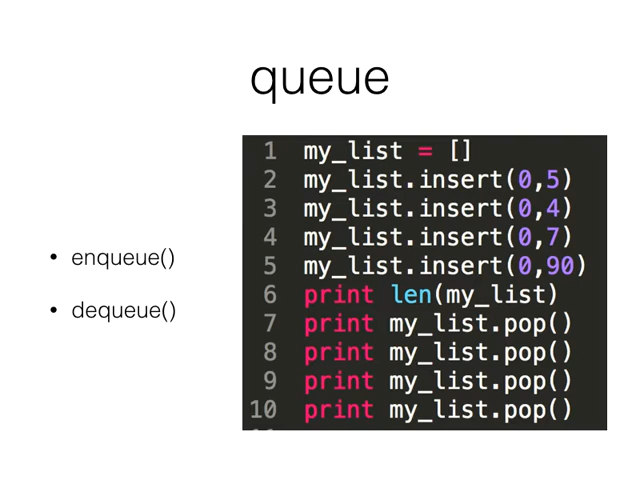 queue
• enqueue()
• dequeue()
1 my_list = []
2 my_list.insert(0,5)
3 my_list.insert(0,4)
4 my_list.insert(0,7)
5 my_list.insert(0,90)
6 print len(my_list)
7 print my_list.pop()
8 print my_list.pop()
9 print my_list.pop()
10 print my_list.pop()